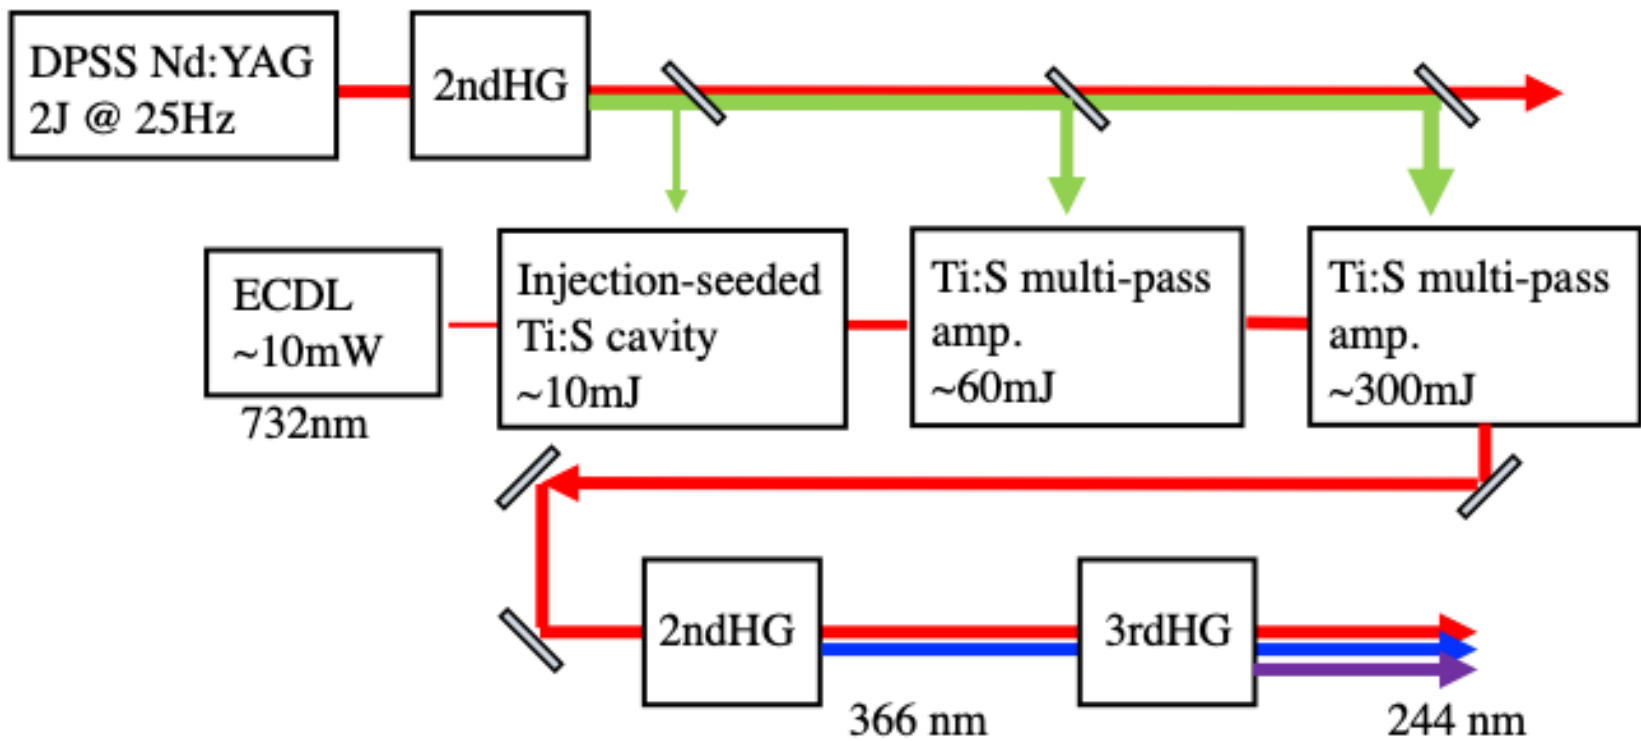 DPSS Nd:YAG
2J @ 25Hz
2ndHG
ECDL
~10mW
732nm
Injection-seeded
Ti:S cavity
~10mJ
Ti:S multi-pass
amp.
~60mJ
Ti:S multi-pass
amp.
~300mJ
2ndHG
3rdHG
366 nm
244 nm